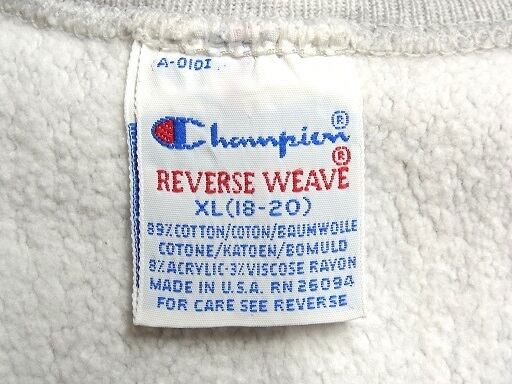 A-010I
Champion®
REVERSE WEAVE®
XL(18-20)
89%COTTON/COTON/BAUMWOLLE
COTONE/KATOEN/BOMULD
8%ACRYLIC-3%VISCOSE RAYON
MADE IN U.S.A. RN 26094
FOR CARE SEE REVERSE